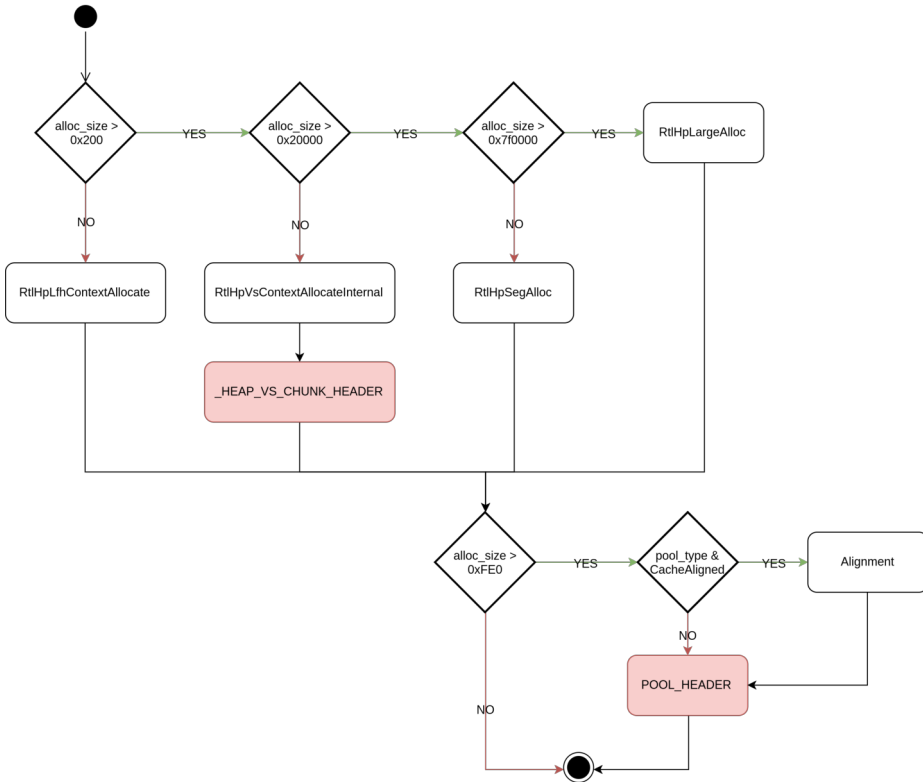 alloc_size >
0x200
YES
alloc_size >
0x20000
YES
alloc_size >
0x7f0000
YES
RtlHpLargeAlloc
NO
NO
NO
RtlHpLfhContextAllocate
RtlHpVsContextAllocateInternal
RtlHpSegAlloc
_HEAP_VS_CHUNK_HEADER
alloc_size >
0xFE0
YES
pool_type &
CacheAligned
YES
Alignment
NO
POOL_HEADER
NO